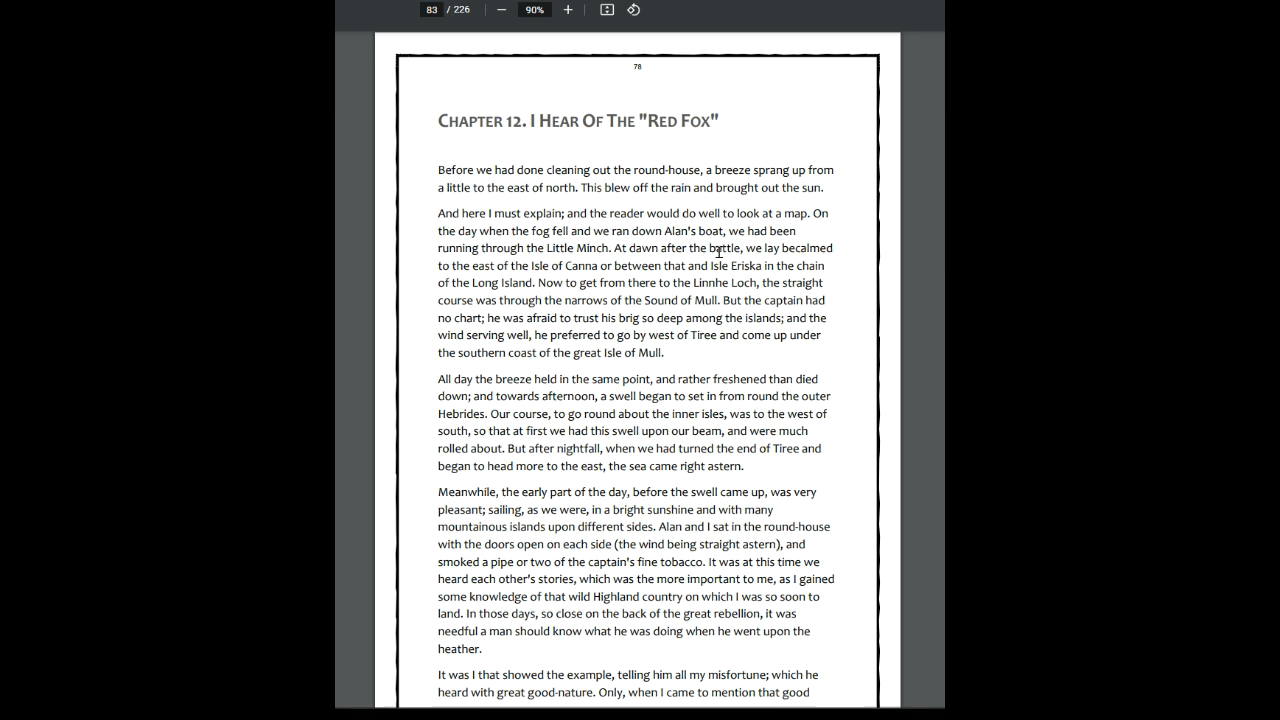 83 / 226 90%
78
CHAPTER 12. I HEAR OF THE "RED FOX"
Before we had done cleaning out the round-house, a breeze sprang up from
a little to the east of north. This blew off the rain and brought out the sun.
And here I must explain; and the reader would do well to look at a map. On
the day when the fog fell and we ran down Alan's boat, we had been
running through the Little Minch. At dawn after the battle, we lay becalmed
to the east of the Isle of Canna or between that and Isle Eriska in the chain
of the Long Island. Now to get from there to the Linnhe Loch, the straight
course was through the narrows of the Sound of Mull. But the captain had
no chart; he was afraid to trust his brig so deep among the islands; and the
wind serving well, he preferred to go by west of Tiree and come up under
the southern coast of the great Isle of Mull.
All day the breeze held in the same point, and rather freshened than died
down; and towards afternoon, a swell began to set in from round the outer
Hebrides. Our course, to go round about the inner isles, was to the west of
south, so that at first we had this swell upon our beam, and were much
rolled about. But after nightfall, when we had turned the end of Tiree and
began to head more to the east, the sea came right astern.
Meanwhile, the early part of the day, before the swell came up, was very
pleasant; sailing, as we were, in a bright sunshine and with many
mountainous islands upon different sides. Alan and I sat in the round-house
with the doors open on each side (the wind being straight astern), and
smoked a pipe or two of the captain's fine tobacco. It was at this time we
heard each other's stories, which was the more important to me, as I gained
some knowledge of that wild Highland country on which I was so soon to
land. In those days, so close on the back of the great rebellion, it was
needful a man should know what he was doing when he went upon the
heather.
It was I that showed the example, telling him all my misfortune; which he
heard with great good-nature. Only, when I came to mention that good